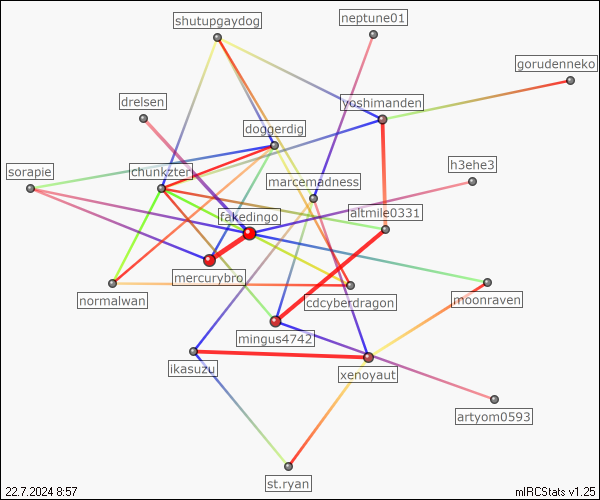 neptune01
shutupgaydog
gorudenneko
drelsen
yoshimanden
doggerdig
h3ehe3
sorapie
chunkzter
marcemadness
altmile0331
fakedingo
mercurybro
normalwan
cdcyberdragon
moonraven
mingus4742
ikasuzu
xenoyaut
artyom0593
st.ryan
22.7.2024 8:57
mIRCStats v1.25